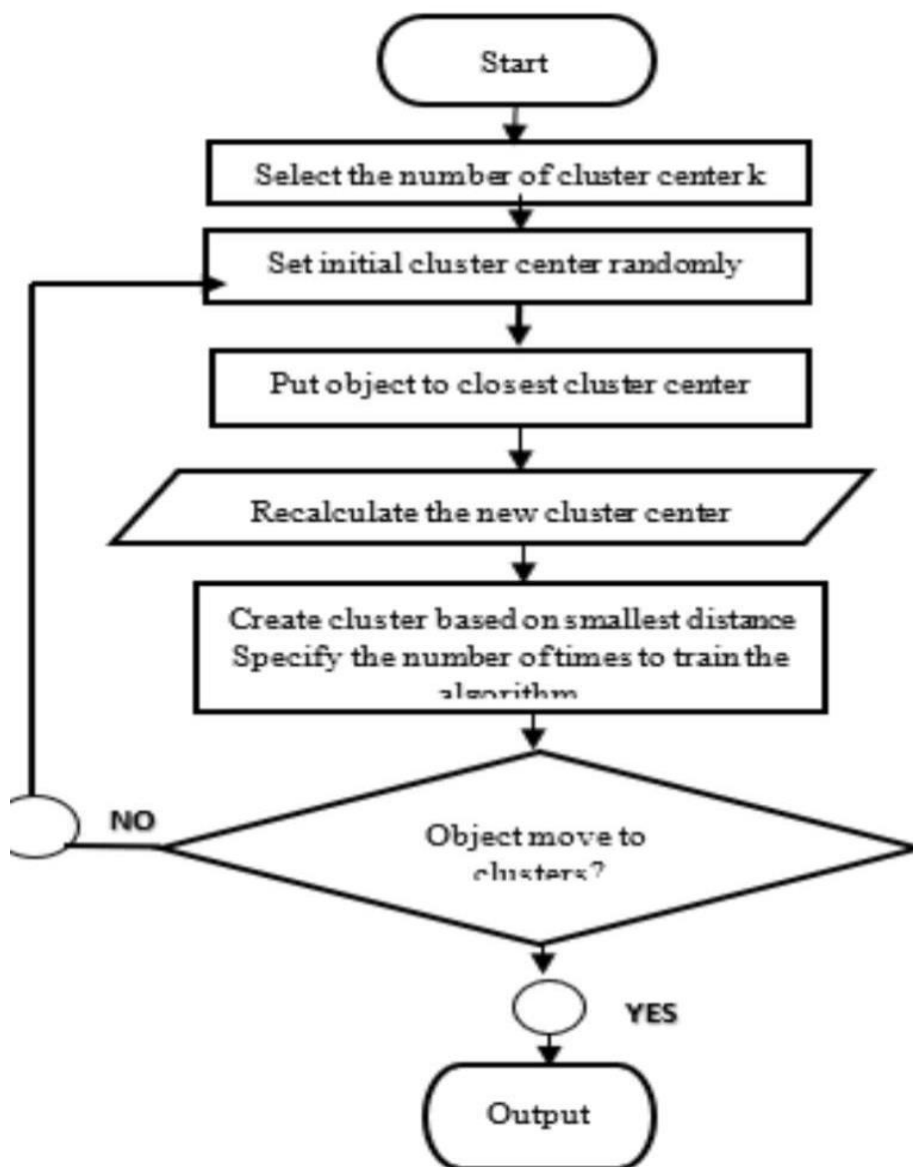 Start
Select the number of cluster center k
Set initial cluster center randomly
Put object to closest cluster center
Recalculate the new cluster center
Create cluster based on smallest distance
Specify the number of times to train the
algorithm
Object move to
clusters?
NO
YES
Output